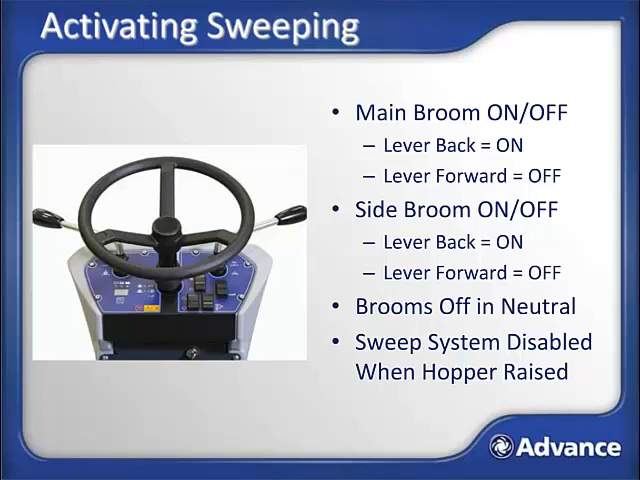 Activating Sweeping
• Main Broom ON/OFF
– Lever Back = ON
– Lever Forward = OFF
• Side Broom ON/OFF
– Lever Back = ON
– Lever Forward = OFF
• Brooms Off in Neutral
• Sweep System Disabled
When Hopper Raised
Advance